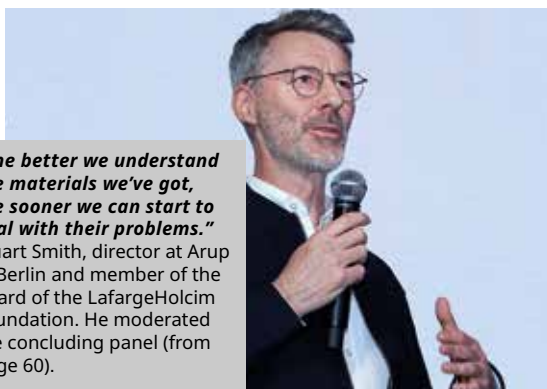 he better we understand
e materials we've got,
e sooner we can start to
al with their problems.”
uart Smith, director at Arup
Berlin and member of the
ard of the LafargeHolcim
undation. He moderated
e concluding panel (from
ge 60).